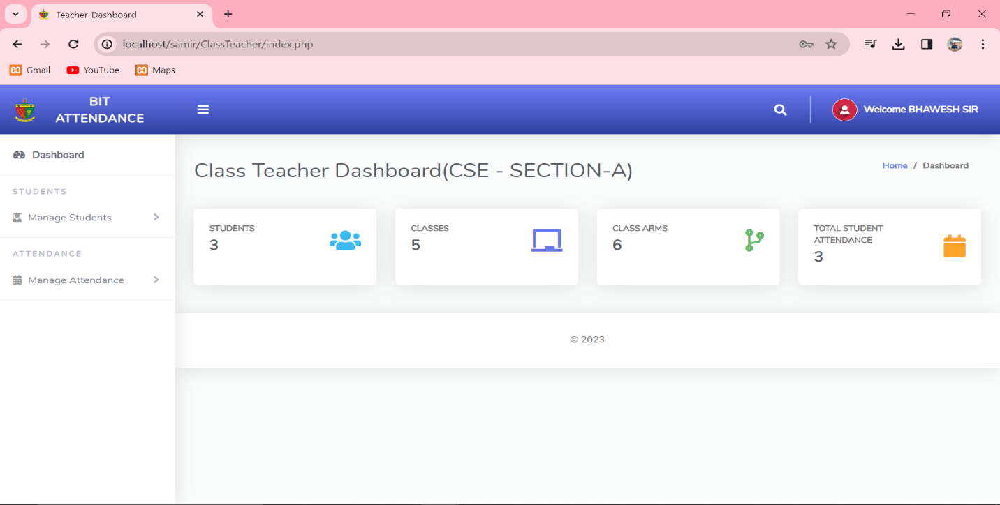 Teacher-Dashboard
localhost/samir/ClassTeacher/index.php
Gmail
YouTube
Maps
BIT
ATTENDANCE
Welcome BHAWESH SIR
Dashboard
STUDENTS
Manage Students
ATTENDANCE
Manage Attendance
Class Teacher Dashboard(CSE - SECTION-A)
Home / Dashboard
STUDENTS
3
CLASSES
5
CLASS ARMS
6
TOTAL STUDENT
ATTENDANCE
3
© 2023